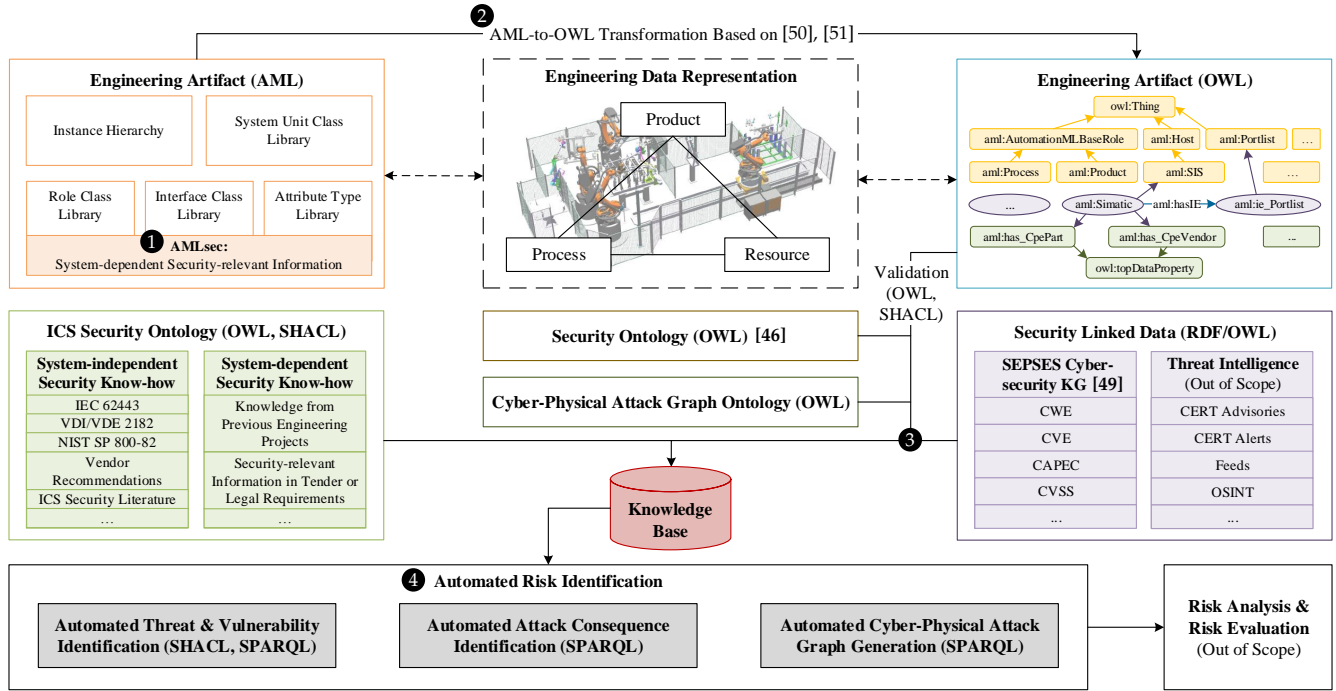 2
AML-to-OWL Transformation Based on [50], [51]
Engineering Artifact (AML)
Instance Hierarchy
System Unit Class
Library
Role Class
Library
Interface Class
Library
Attribute Type
Library
1
AMLsec:
System-dependent Security-relevant Information
Engineering Data Representation
Product
Process
Resource
Engineering Artifact (OWL)
owl:Thing
aml:AutomationMLBaseRole
aml:Host
aml:Portlist
...
aml:Process
aml:Product
aml:SIS
...
...
aml:Simatic
aml:hasIE
aml:ie_Portlist
aml:has_CpePart
aml:has_CpeVendor
...
owl:topDataProperty
Validation
(OWL,
SHACL)
ICS Security Ontology (OWL, SHACL)
System-independent
Security Know-how
IEC 62443
VDI/VDE 2182
NIST SP 800-82
Vendor
Recommendations
ICS Security Literature
…
System-dependent
Security Know-how
Knowledge from
Previous Engineering
Projects
Security-relevant
Information in Tender or
Legal Requirements
…
Security Ontology (OWL) [46]
Cyber-Physical Attack Graph Ontology (OWL)
3
Security Linked Data (RDF/OWL)
SEPSES Cyber-
security KG [49]
CWE
CVE
CAPEC
CVSS
...
Threat Intelligence
(Out of Scope)
CERT Advisories
CERT Alerts
Feeds
OSINT
...
Knowledge
Base
4
Automated Risk Identification
Automated Threat & Vulnerability
Identification (SHACL, SPARQL)
Automated Attack Consequence
Identification (SPARQL)
Automated Cyber-Physical Attack
Graph Generation (SPARQL)
Risk Analysis &
Risk Evaluation
(Out of Scope)